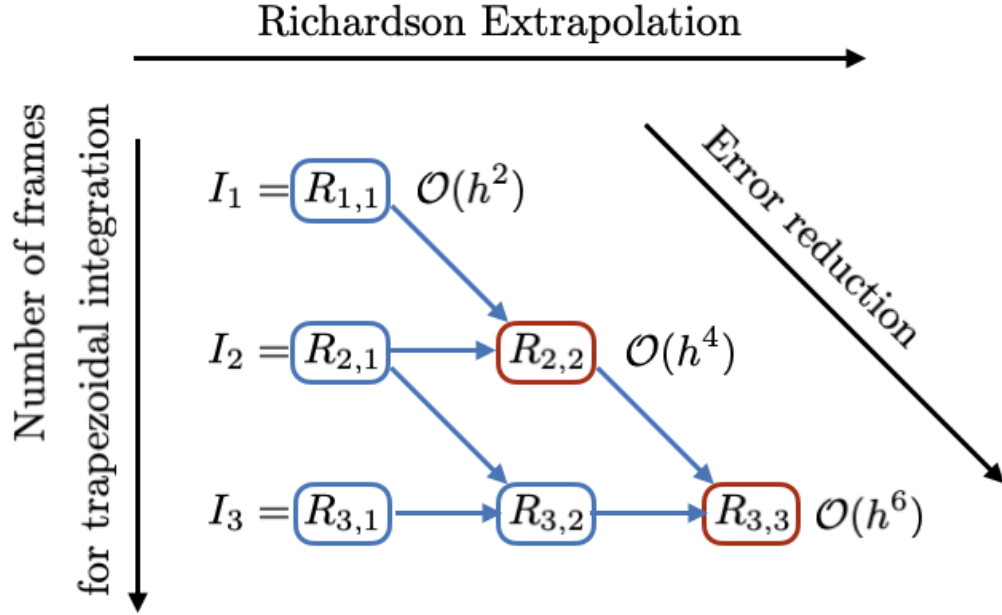 Richardson Extrapolation
Number of frames
for trapezoidal integration
Error reduction
I₁ = R₁,₁ 𝒪(h²)
I₂ = R₂,₁ R₂,₂ 𝒪(h⁴)
I₃ = R₃,₁ R₃,₂ R₃,₃ 𝒪(h⁶)